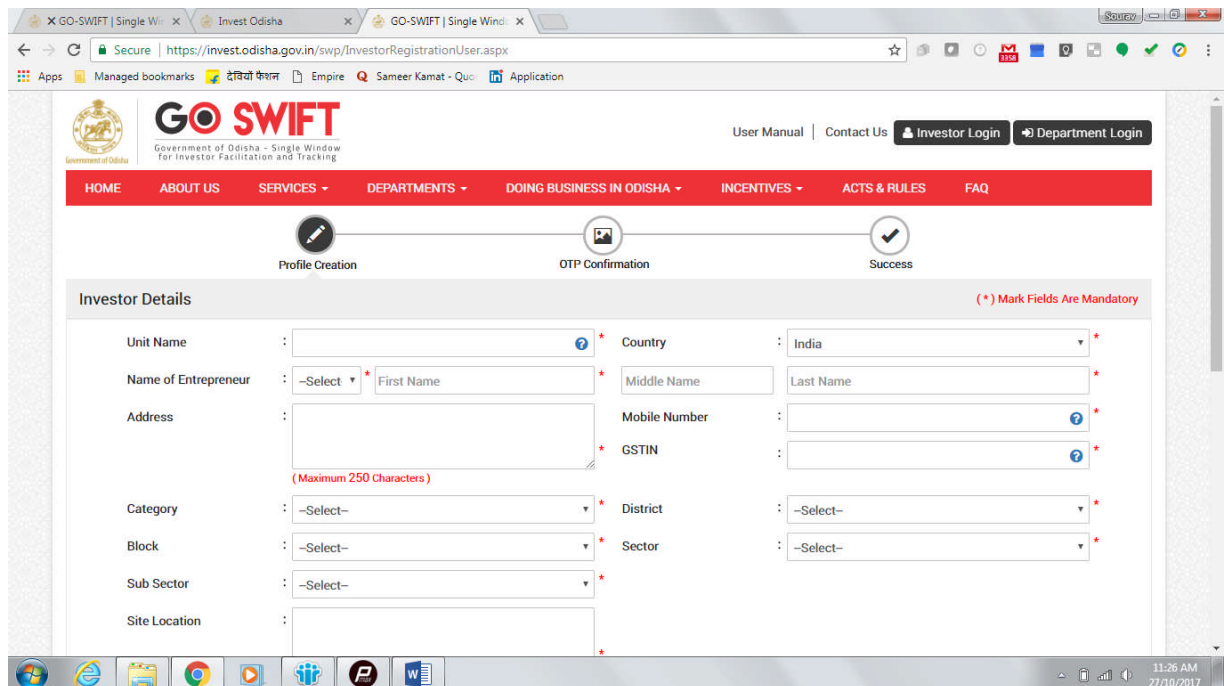 GO-SWIFT | Single Win
Invest Odisha
GO-SWIFT | Single Wind
Sourav
Secure | https://invest.odisha.gov.in/swp/InvestorRegistrationUser.aspx
3358
Apps Managed bookmarks देवियों फैशन Empire Sameer Kamat - Quo Application
Government of Odisha
GO SWIFT
Government of Odisha - Single Window
for Investor Facilitation and Tracking
User Manual | Contact Us Investor Login Department Login
HOME ABOUT US SERVICES DEPARTMENTS DOING BUSINESS IN ODISHA INCENTIVES ACTS & RULES FAQ
Profile Creation OTP Confirmation Success
Investor Details (*) Mark Fields Are Mandatory
Unit Name : * Country : India *
Name of Entrepreneur : --Select * First Name * Middle Name Last Name *
Address : * Mobile Number : *
GSTIN : *
( Maximum 250 Characters )
Category : --Select-- * District : --Select-- *
Block : --Select-- * Sector : --Select-- *
Sub Sector : --Select-- *
Site Location : *
11:26 AM
27/10/2017